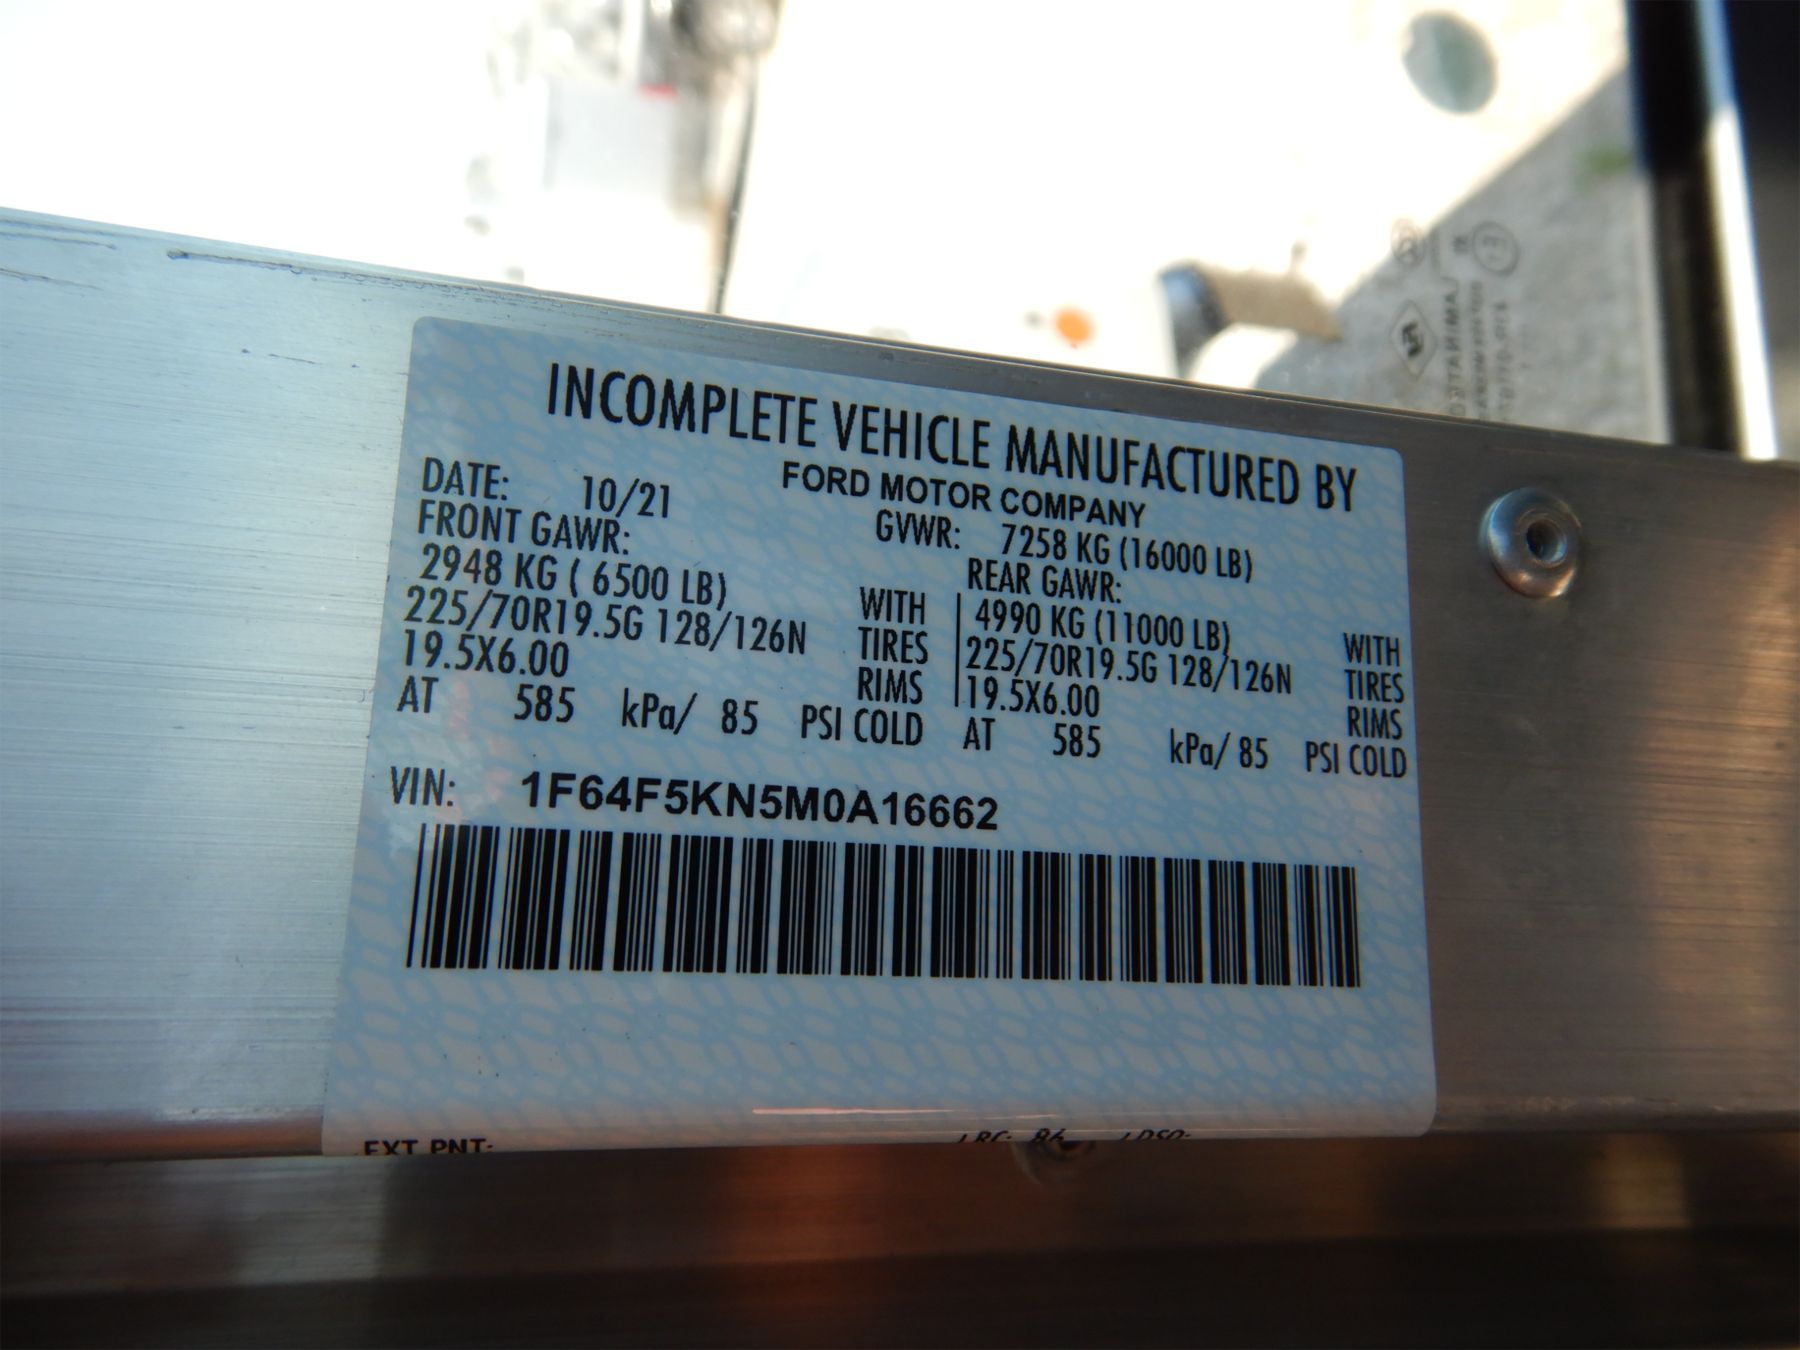 INCOMPLETE VEHICLE MANUFACTURED BY
FORD MOTOR COMPANY
DATE: 10/21
GVWR: 7258 KG (16000 LB)
FRONT GAWR:
2948 KG ( 6500 LB)
225/70R19.5G 128/126N
19.5X6.00
AT 585 kPa/ 85 PSI COLD
WITH
TIRES
RIMS
REAR GAWR:
4990 KG (11000 LB)
225/70R19.5G 128/126N
19.5X6.00
AT 585 kPa/ 85 PSI COLD
WITH
TIRES
RIMS
VIN: 1F64F5KN5M0A16662
EXT PNT: